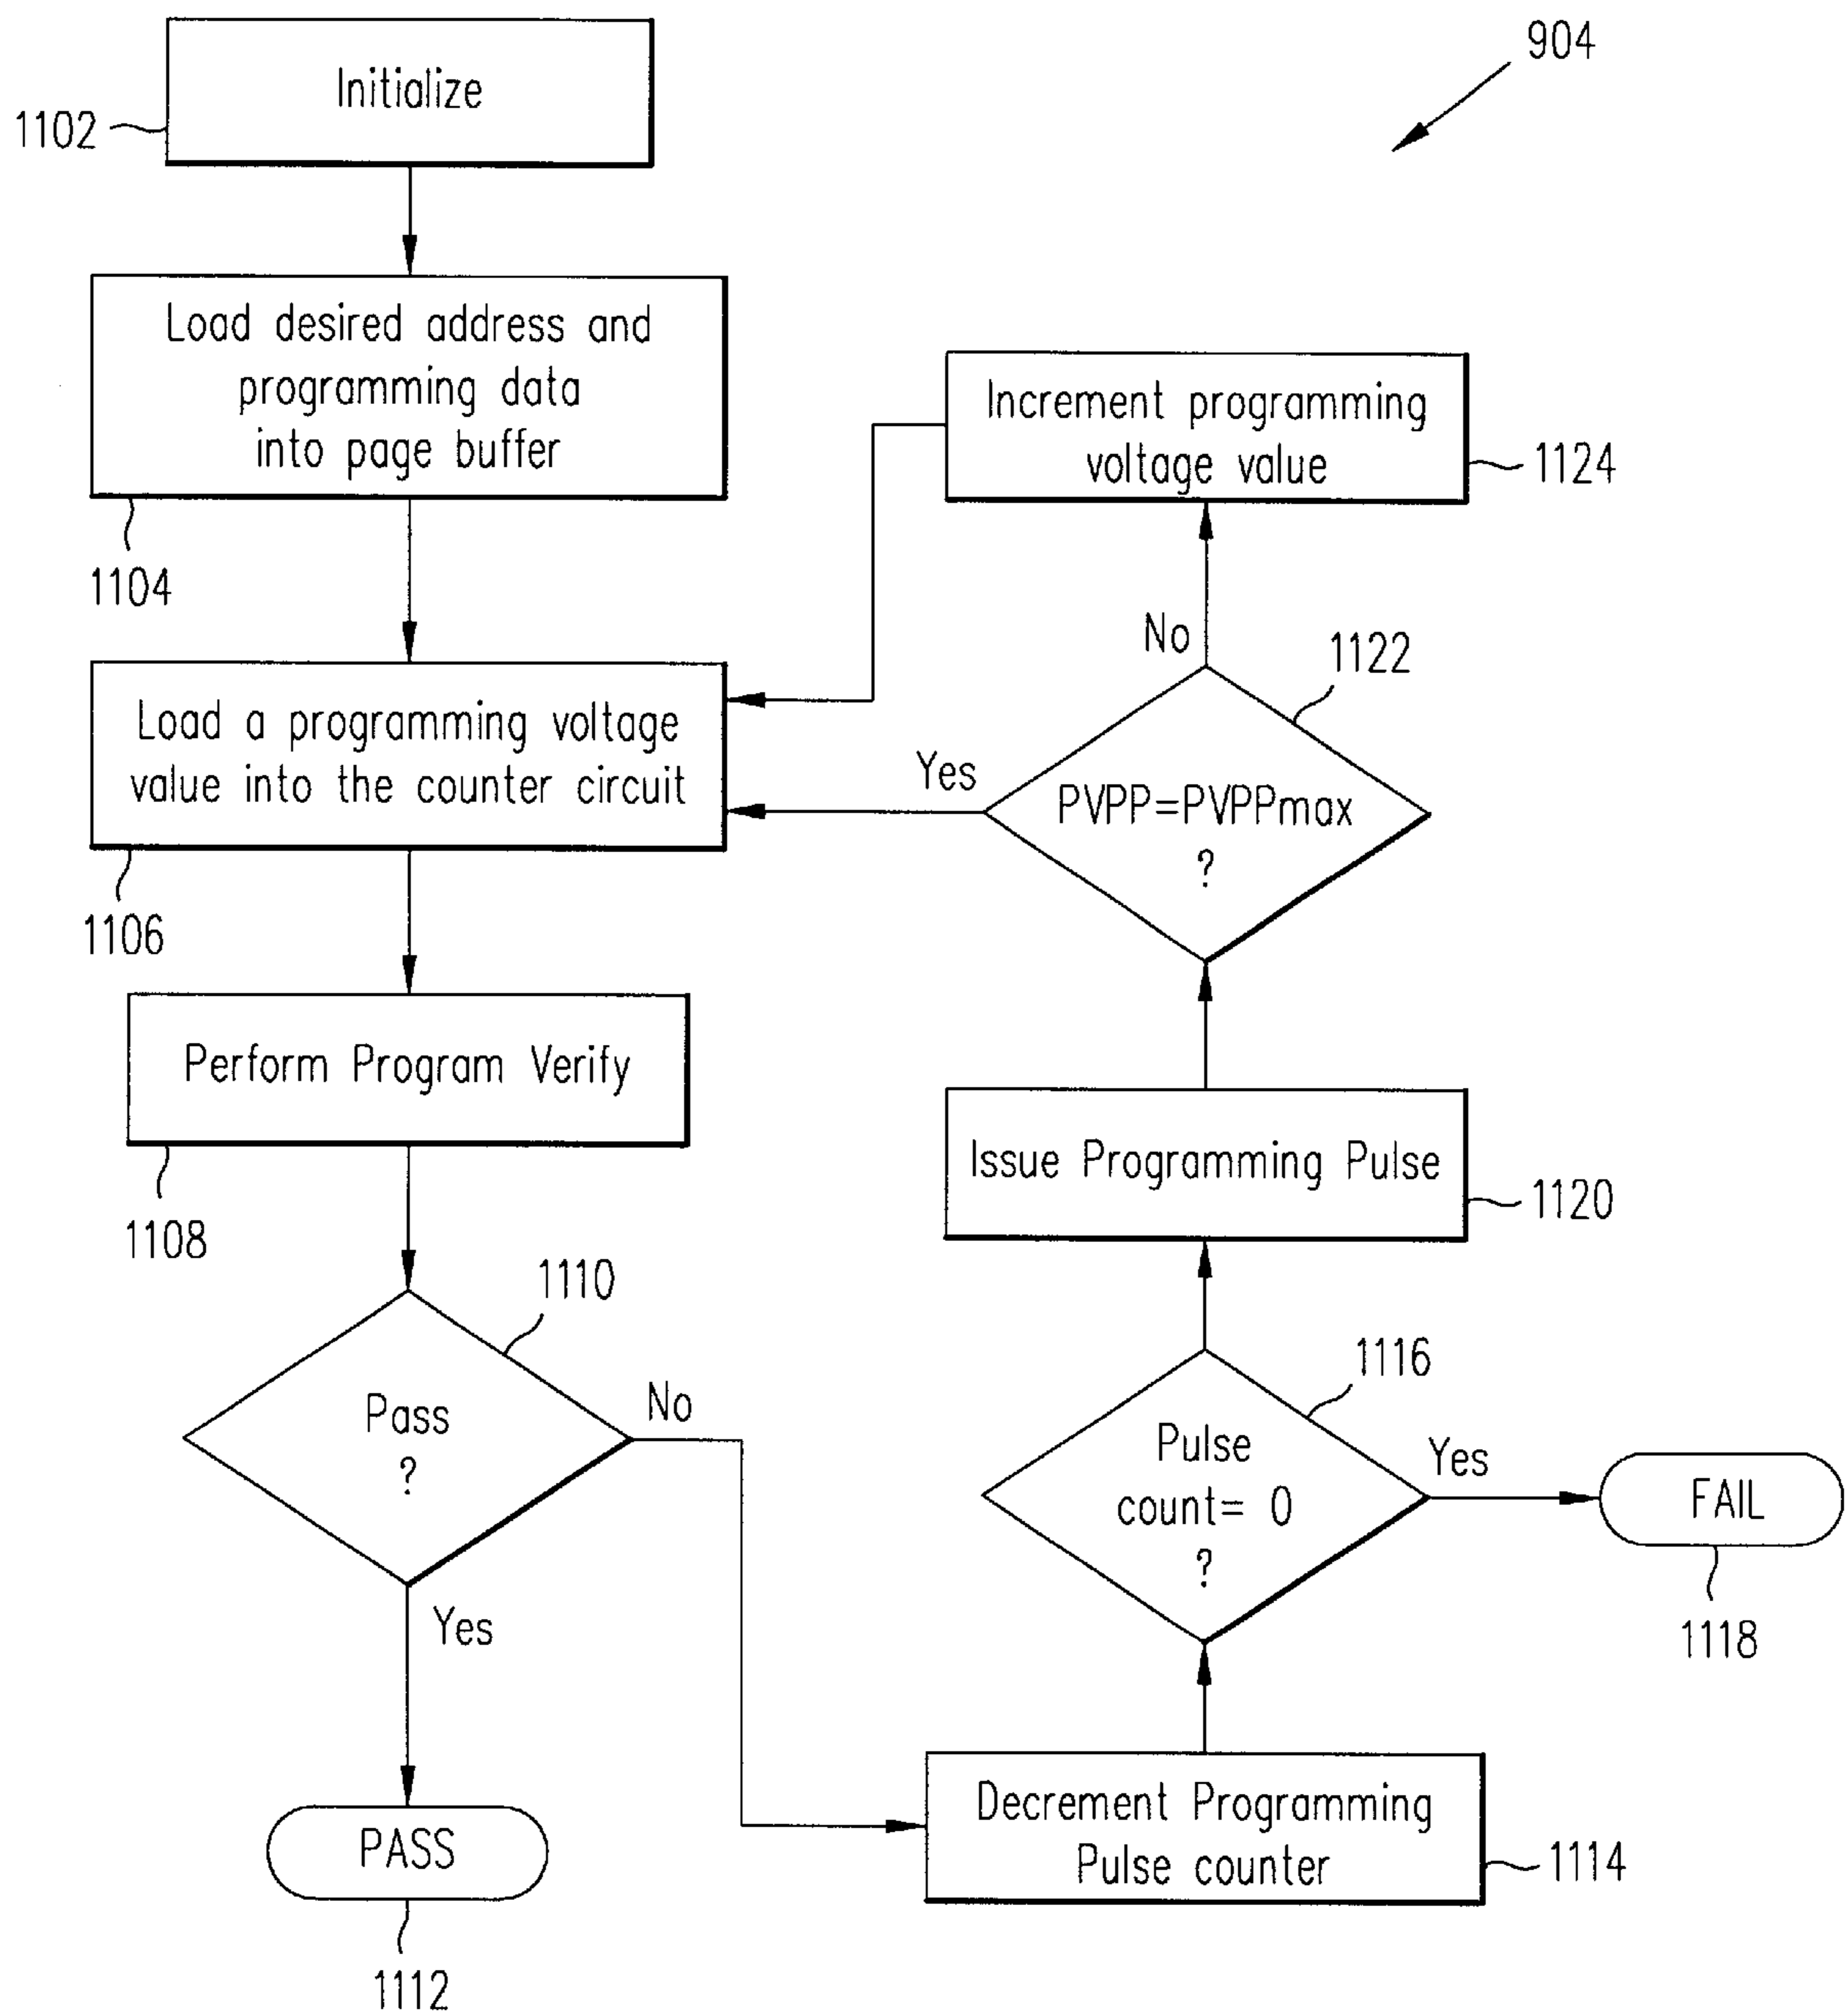 904
Initialize
1102
Load desired address and
programming data
into page buffer
1104
Load a programming voltage
value into the counter circuit
1106
Perform Program Verify
1108
Pass
?
1110
No
Yes
PASS
1112
Decrement Programming
Pulse counter
1114
Pulse
count= 0
?
1116
Yes
FAIL
1118
Issue Programming Pulse
1120
PVPP=PVPPmax
?
1122
Yes
No
Increment programming
voltage value
1124